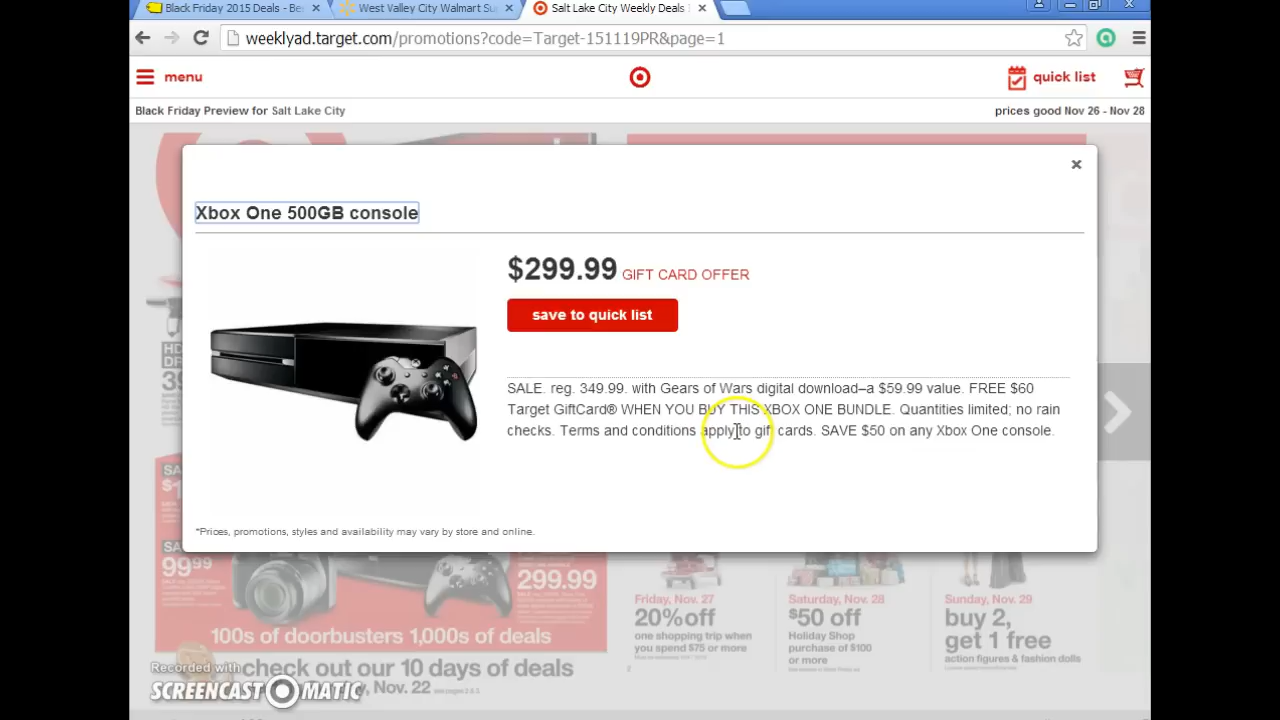 Black Friday 2015 Deals - Be
West Valley City Walmart Su
Salt Lake City Weekly Deals
weeklyad.target.com/promotions?code=Target-151119PR&page=1
menu
quick list
Black Friday Preview for Salt Lake City
prices good Nov 26 - Nov 28
Xbox One 500GB console
$299.99 GIFT CARD OFFER
save to quick list
SALE. reg. 349.99. with Gears of Wars digital download–a $59.99 value. FREE $60
Target GiftCard® WHEN YOU BUY THIS XBOX ONE BUNDLE. Quantities limited; no rain
checks. Terms and conditions apply to gift cards. SAVE $50 on any Xbox One console.
*Prices, promotions, styles and availability may vary by store and online.
HD
39
SA
$1
SA
99.99
299.99
100s of doorbusters 1,000s of deals
check out our 10 days of deals
y, Nov. 22
Friday, Nov. 27
20% off
one shopping trip when
you spend $75 or more
Saturday, Nov. 28
$50 off
Holiday Shop
purchase of $100
or more
Sunday, Nov. 29
buy 2,
get 1 free
action figures & fashion dolls
Recorded with
SCREENCAST-O-MATIC